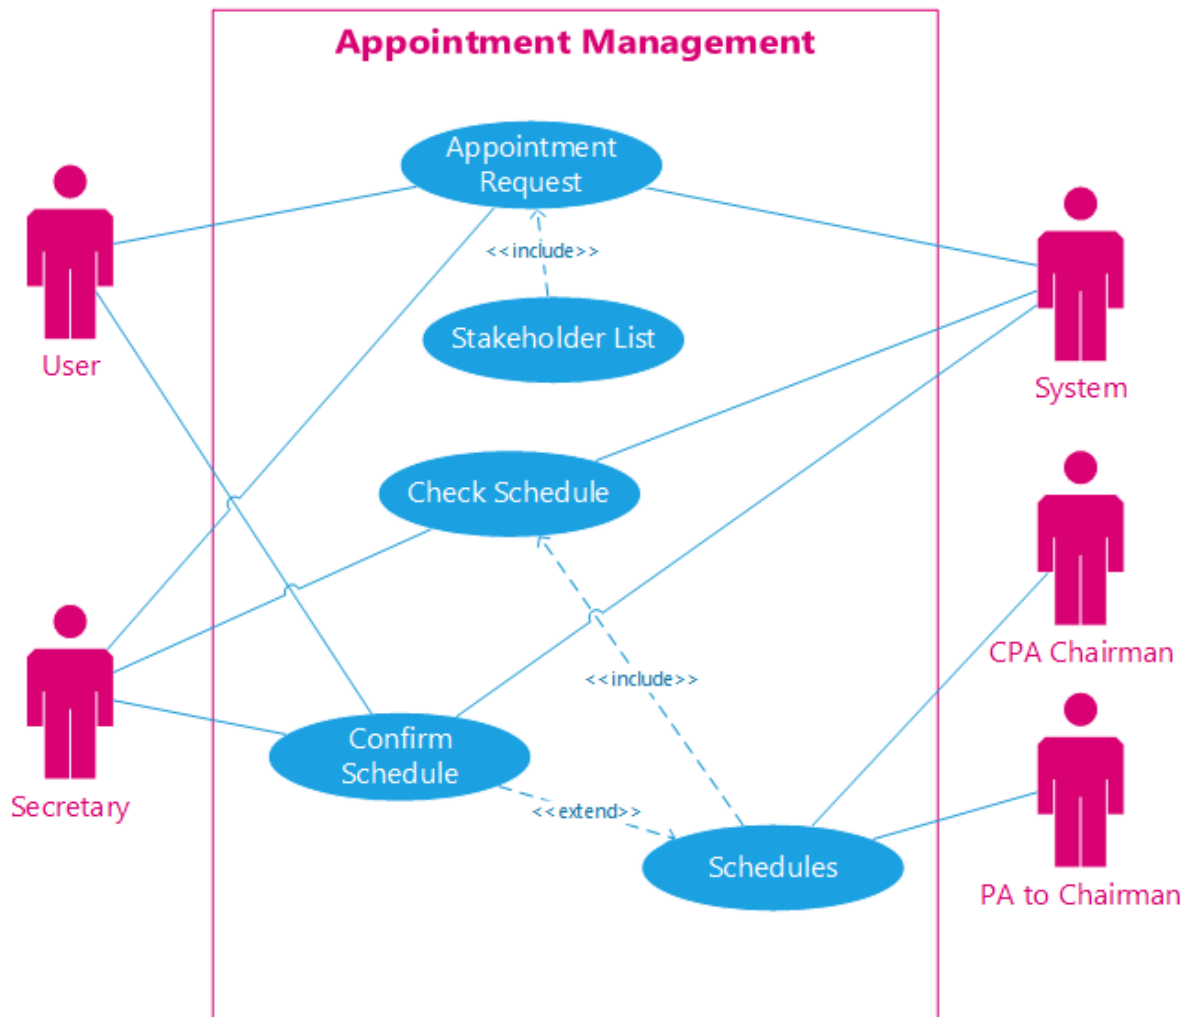 Appointment Management
Appointment
Request
<<include>>
User
Stakeholder List
System
Check Schedule
CPA Chairman
<<include>>
Confirm
Schedule
Secretary
<<extend>>
Schedules
PA to Chairman